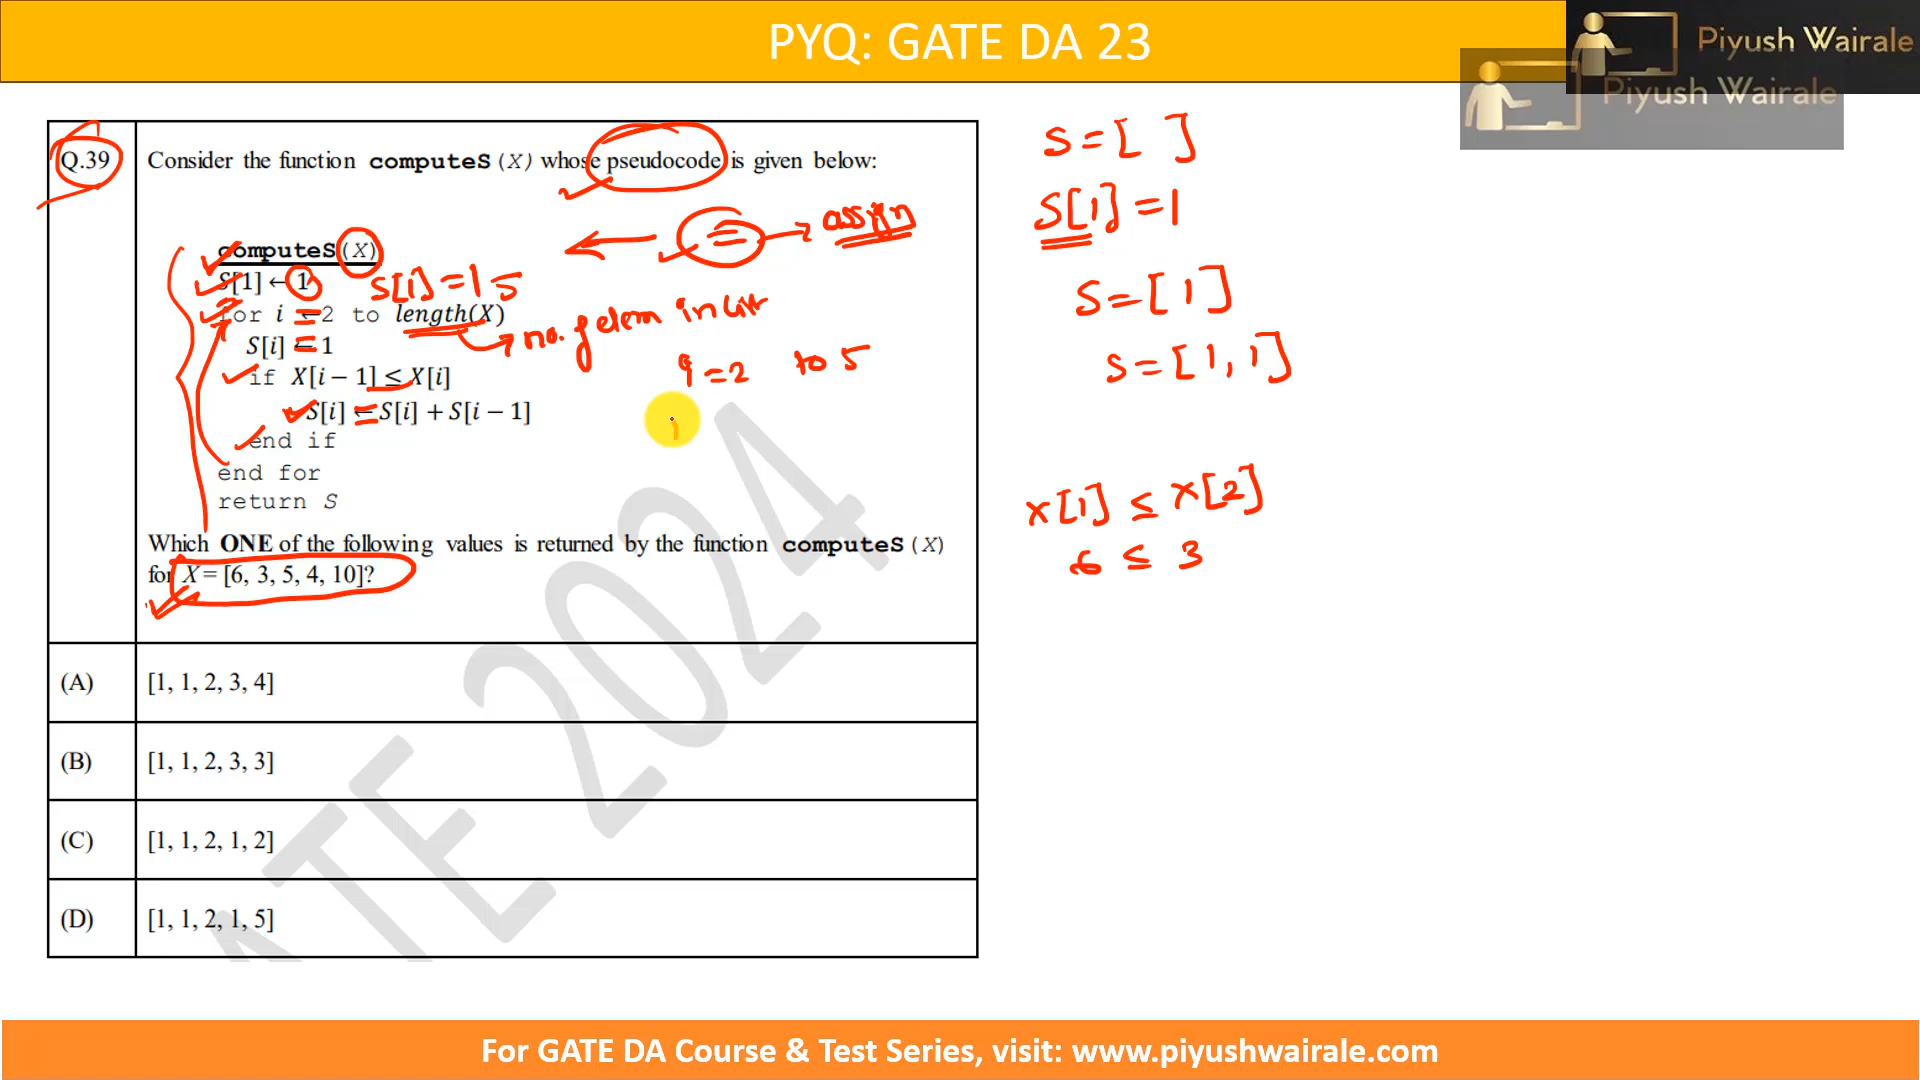 PYQ: GATE DA 23
Piyush Wairale
Piyush Wairale
Q.39
Consider the function computeS(X) whose pseudocode is given below:
= assign
computeS(X)
S[1] ← 1
S[i] = 1 5
for i ←2 to length(X)
no. of elem in list
S[i] ← 1
i = 2 to 5
if X[i − 1] ≤ X[i]
S[i] ← S[i] + S[i − 1]
end if
end for
return S
Which ONE of the following values is returned by the function computeS(X)
for X = [6, 3, 5, 4, 10]?
(A) [1, 1, 2, 3, 4]
(B) [1, 1, 2, 3, 3]
(C) [1, 1, 2, 1, 2]
(D) [1, 1, 2, 1, 5]
S = [ ]
S[1] = 1
S = [1]
S = [1, 1]
X[1] ≤ X[2]
6 ≤ 3
GATE 2024
For GATE DA Course & Test Series, visit: www.piyushwairale.com